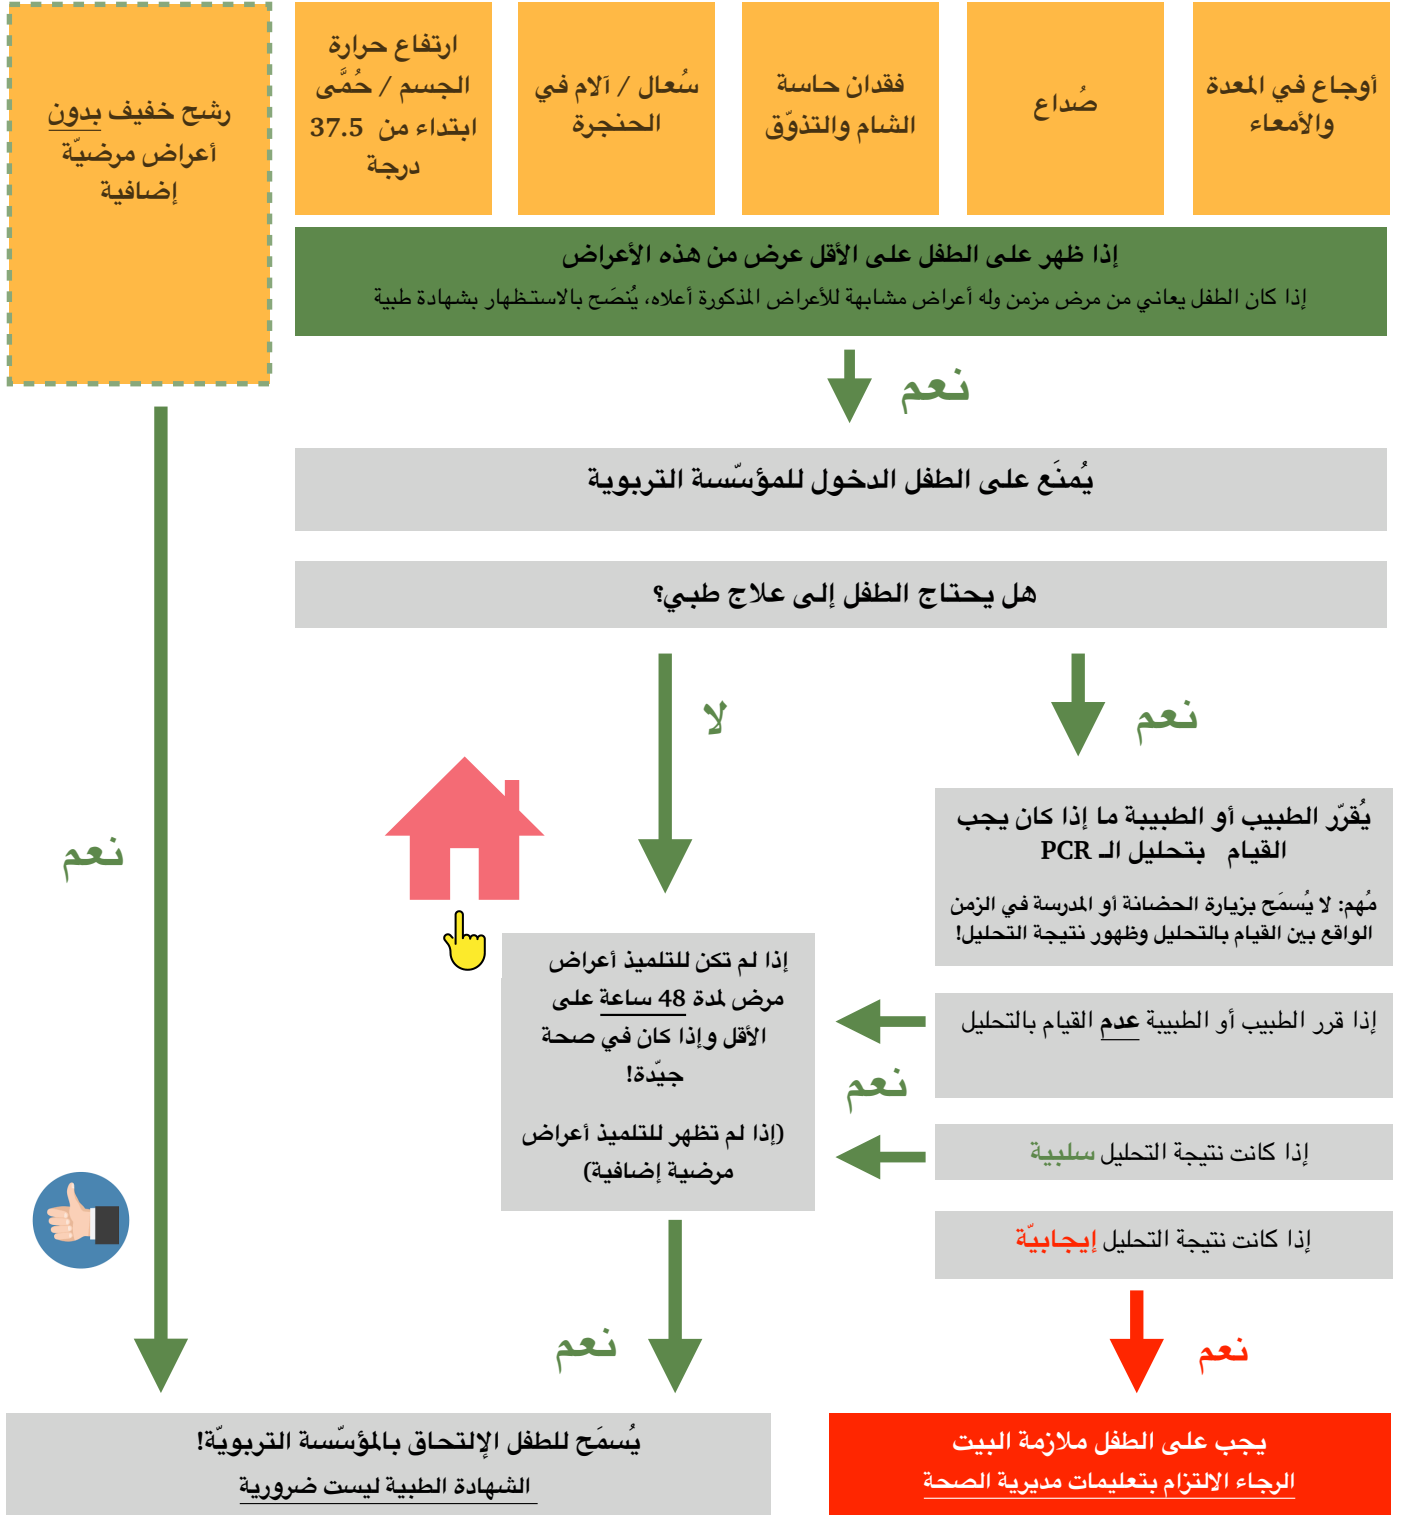 أوجاع في المعدة
والأمعاء
صُداع
فقدان حاسة
الشام والتذوّق
سُعال / آلام في
الحنجرة
ارتفاع حرارة
الجسم / حُمَّى
ابتداء من 37.5
درجة
رشح خفيف بدون
أعراض مرضيّة
إضافية
إذا ظهر على الطفل على الأقل عرض من هذه الأعراض
إذا كان الطفل يعاني من مرض مزمن وله أعراض مشابهة للأعراض المذكورة أعلاه، يُنصَح بالاستظهار بشهادة طبية
نعم
يُمنَع على الطفل الدخول للمؤسّسة التربوية
هل يحتاج الطفل إلى علاج طبي؟
نعم
لا
نعم
يُقرّر الطبيب أو الطبيبة ما إذا كان يجب
القيام بتحليل الـ PCR
مُهم: لا يُسمَح بزيارة الحضانة أو المدرسة في الزمن
الواقع بين القيام بالتحليل وظهور نتيجة التحليل!
إذا قرر الطبيب أو الطبيبة عدم القيام بالتحليل
نعم
إذا كانت نتيجة التحليل سلبية
إذا كانت نتيجة التحليل إيجابيّة
إذا لم تكن للتلميذ أعراض
مرض لمدة 48 ساعة على
الأقل وإذا كان في صحة
جيّدة!
(إذا لم تظهر للتلميذ أعراض
مرضية إضافية)
نعم
نعم
يجب على الطفل ملازمة البيت
الرجاء الالتزام بتعليمات مديرية الصحة
يُسمَح للطفل الإلتحاق بالمؤسّسة التربويّة!
الشهادة الطبية ليست ضرورية